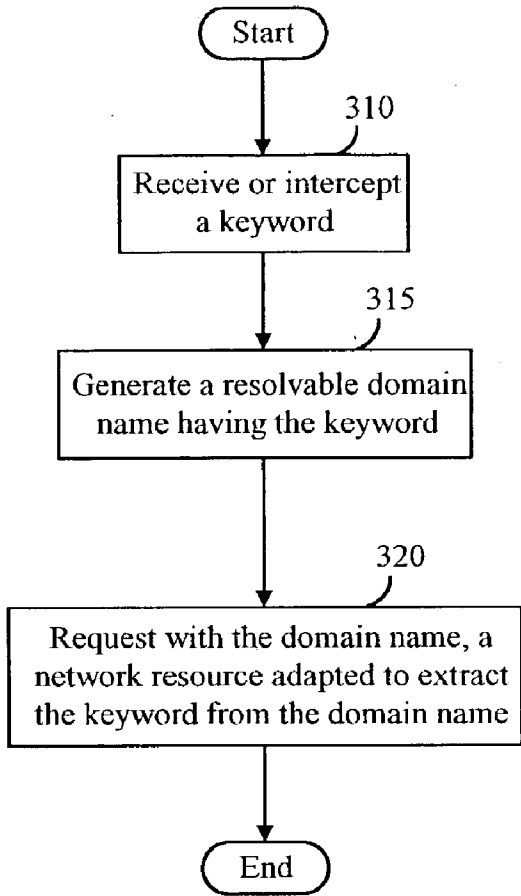 Start
310
Receive or intercept
a keyword
315
Generate a resolvable domain
name having the keyword
320
Request with the domain name, a
network resource adapted to extract
the keyword from the domain name
End